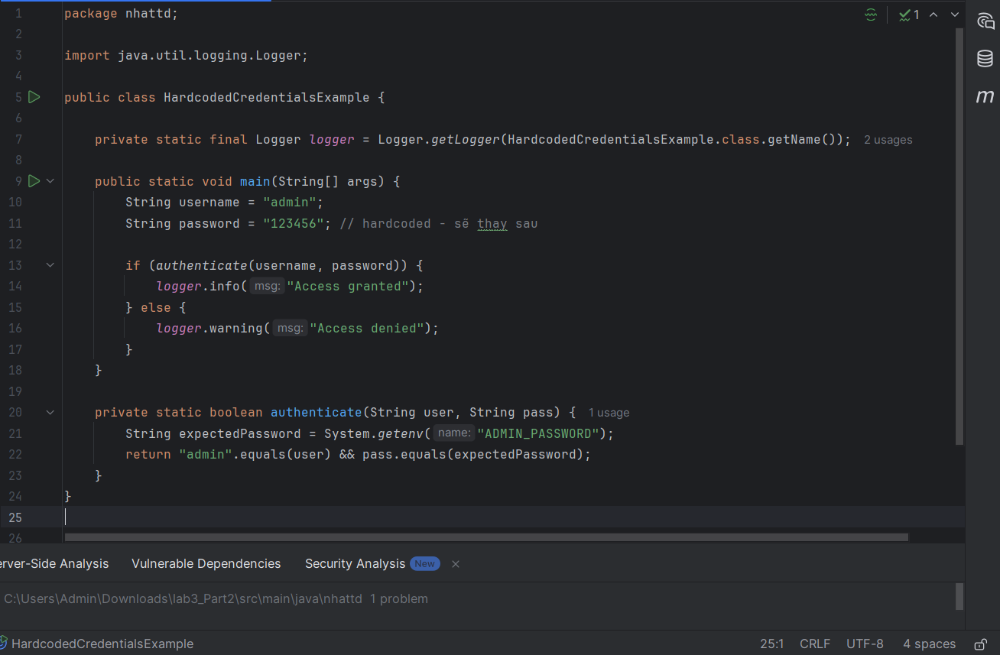 1 package nhattd;
2
3 import java.util.logging.Logger;
4
5 public class HardcodedCredentialsExample {
6
7 private static final Logger logger = Logger.getLogger(HardcodedCredentialsExample.class.getName()); 2 usages
8
9 public static void main(String[] args) {
10 String username = "admin";
11 String password = "123456"; // hardcoded - sẽ thay sau
12
13 if (authenticate(username, password)) {
14 logger.info( msg: "Access granted");
15 } else {
16 logger.warning( msg: "Access denied");
17 }
18 }
19
20 private static boolean authenticate(String user, String pass) { 1 usage
21 String expectedPassword = System.getenv( name: "ADMIN_PASSWORD");
22 return "admin".equals(user) && pass.equals(expectedPassword);
23 }
24 }
25
26
1
m
erver-Side Analysis Vulnerable Dependencies Security Analysis New
C:\Users\Admin\Downloads\lab3_Part2\src\main\java\nhattd 1 problem
HardcodedCredentialsExample 25:1 CRLF UTF-8 4 spaces